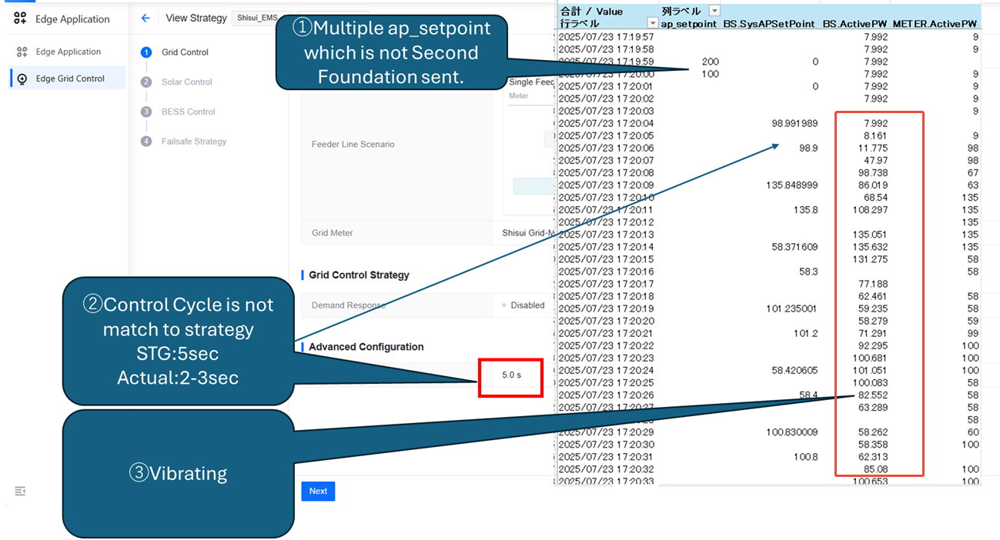 Edge Application
Edge Application
Edge Grid Control
View Strategy
Shisui_EMS_
1 Grid Control
2 Solar Control
3 BESS Control
4 Failsafe Strategy
①Multiple ap_setpoint
which is not Second
Foundation sent.
Single Feed
Meter
Feeder Line Scenario
Grid Meter
Shisui Grid-M
Grid Control Strategy
Demand Response
Disabled
Advanced Configuration
5.0 s
Next
②Control Cycle is not
match to strategy
STG:5sec
Actual:2-3sec
③Vibrating
合計 / Value 列ラベル
行ラベル ap_setpoint BS.SysAPSetPoint BS.ActivePW METER.ActivePW
2025/07/23 17:19:57 7.992 9
2025/07/23 17:19:58 7.992 9
2025/07/23 17:19:59 200 0 7.992
2025/07/23 17:20:00 100 7.992 9
2025/07/23 17:20:01 0 7.992 9
2025/07/23 17:20:02 7.992 9
2025/07/23 17:20:03 9
2025/07/23 17:20:04 98.991989 7.992
2025/07/23 17:20:05 8.161 9
2025/07/23 17:20:06 98.9 11.775 98
2025/07/23 17:20:07 47.97 98
2025/07/23 17:20:08 98.738 67
2025/07/23 17:20:09 135.848999 86.019 63
2025/07/23 17:20:10 68.54 135
2025/07/23 17:20:11 135.8 108.297 135
2025/07/23 17:20:12 135
2025/07/23 17:20:13 135.051 135
2025/07/23 17:20:14 58.371609 135.632 135
2025/07/23 17:20:15 131.275 58
2025/07/23 17:20:16 58.3 58
2025/07/23 17:20:17 77.188
2025/07/23 17:20:18 62.461 58
2025/07/23 17:20:19 101.235001 59.235 58
2025/07/23 17:20:20 58.279 59
2025/07/23 17:20:21 101.2 71.291 99
2025/07/23 17:20:22 92.295 100
2025/07/23 17:20:23 100.681 100
2025/07/23 17:20:24 58.420605 101.051 100
2025/07/23 17:20:25 100.083 58
2025/07/23 17:20:26 58.4 82.552 58
2025/07/23 17:20:27 63.289 58
58
2025/07/23 17:20:29 100.830009 58.262 60
2025/07/23 17:20:30 58.358 100
2025/07/23 17:20:31 100.8 62.313
2025/07/23 17:20:32 85.08 100
2025/07/23 17:20:33 100.653 100